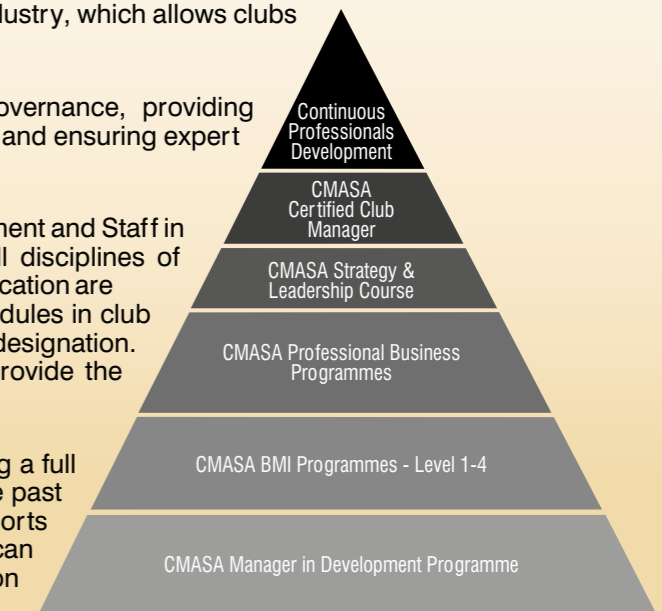 dustry, which allows clubs
overnance, providing
and ensuring expert
ment and Staff in
ll disciplines of
ication are
dules in club
designation.
rovide the
g a full
e past
orts
can
on
Continuous
Professionals
Development
CMASA
Certified Club
Manager
CMASA Strategy &
Leadership Course
CMASA Professional Business
Programmes
CMASA BMI Programmes - Level 1-4
CMASA Manager in Development Programme